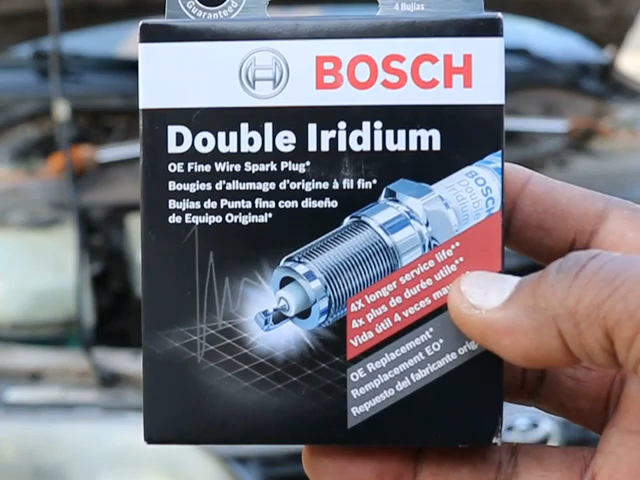 Guaranteed
4 Bujías
BOSCH
Double Iridium
OE Fine Wire Spark Plug*
Bougies d'allumage d'origine à fil fin*
Bujías de Punta fina con diseño
de Equipo Original*
BOSCH
Double
Iridium
4X longer service life**
4x plus de durée utile**
Vida útil 4 veces
OE Replacement*
Remplacement EO*
Repuesto del fabricante